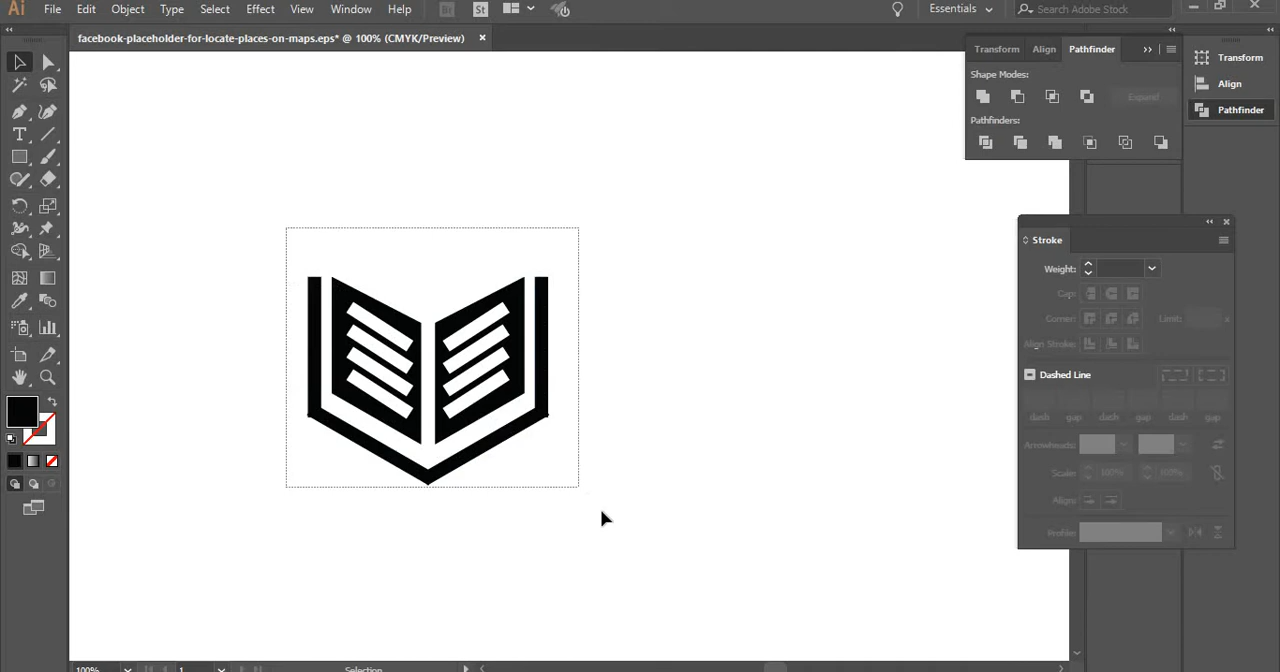 Ai File Edit Object Type Select Effect View Window Help Br St Essentials Search Adobe Stock
facebook-placeholder-for-locate-places-on-maps.eps* @ 100% (CMYK/Preview)
Transform Align Pathfinder
Shape Modes:
Expand
Pathfinders:
Transform
Align
Pathfinder
Stroke
Weight:
Cap:
Corner: Limit: x
Align Stroke:
Dashed Line
dash gap dash gap dash gap
Arrowheads:
Scale: 100% 100%
Align:
Profile:
100% 1 Selection